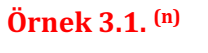 Örnek 3.1. (n)